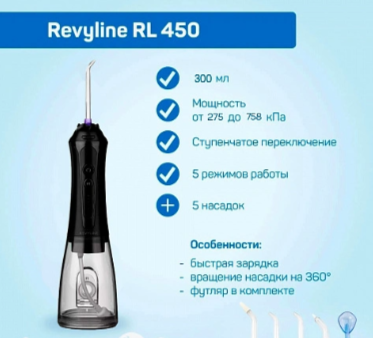 Revyline RL 450
300 мл
Мощность
от 275 до 758 кПа
Ступенчатое переключение
5 режимов работы
5 насадок
Особенности:
- быстрая зарядка
- вращение насадки на 360°
- футляр в комплекте